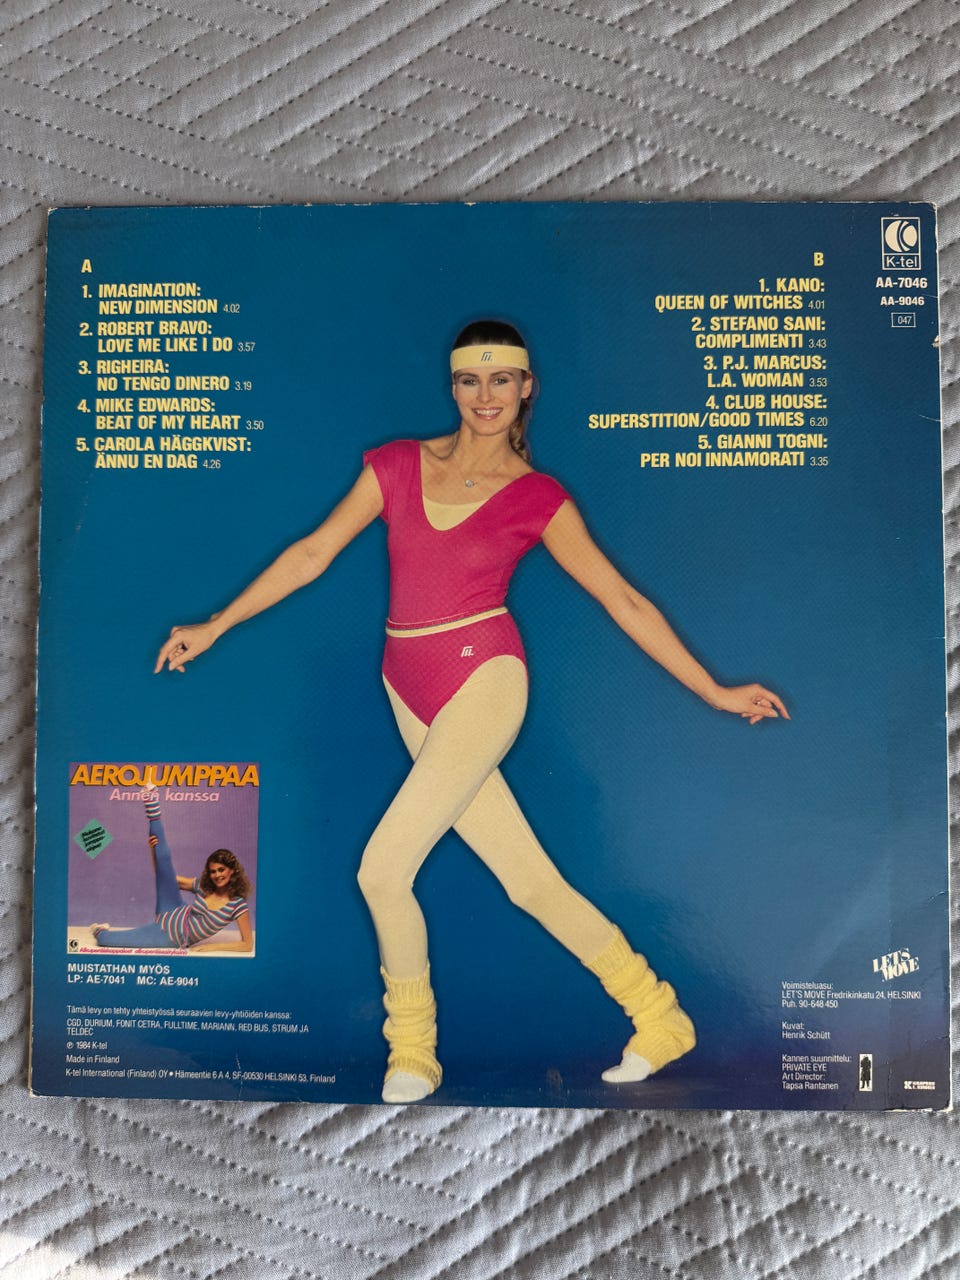 A
1. IMAGINATION:
NEW DIMENSION 4.02
2. ROBERT BRAVO:
LOVE ME LIKE I DO 3.57
3. RIGHEIRA:
NO TENGO DINERO 3.19
4. MIKE EDWARDS:
BEAT OF MY HEART 3.50
5. CAROLA HÄGGKVIST:
ÄNNU EN DAG 4.26
B
1. KANO:
QUEEN OF WITCHES 4.01
2. STEFANO SANI:
COMPLIMENTI 3.43
3. P.J. MARCUS:
L.A. WOMAN 3.53
4. CLUB HOUSE:
SUPERSTITION/GOOD TIMES 6.20
5. GIANNI TOGNI:
PER NOI INNAMORATI 3.35
K-tel
AA-7046
AA-9046
047
AEROJUMPPAA
Annen kanssa
MUISTATHAN MYÖS
LP: AE-7041 MC: AE-9041
Tämä levy on tehty yhteistyössä seuraavien levy-yhtiöiden kanssa:
CGD, DURIUM, FONIT CETRA, FULLTIME, MARIANN, RED BUS, STRUM JA
TELDEC
℗ 1984 K-tel
Made in Finland
K-tel International (Finland) OY • Hämeentie 6 A 4, SF-00530 HELSINKI 53, Finland
LET'S
MOVE
Voimisteluasu:
LET'S MOVE Fredrikinkatu 24, HELSINKI
Puh. 90-648 450
Kuvat:
Henrik Schütt
Kannen suunnittelu:
PRIVATE EYE
Art Director:
Tapsa Rantanen